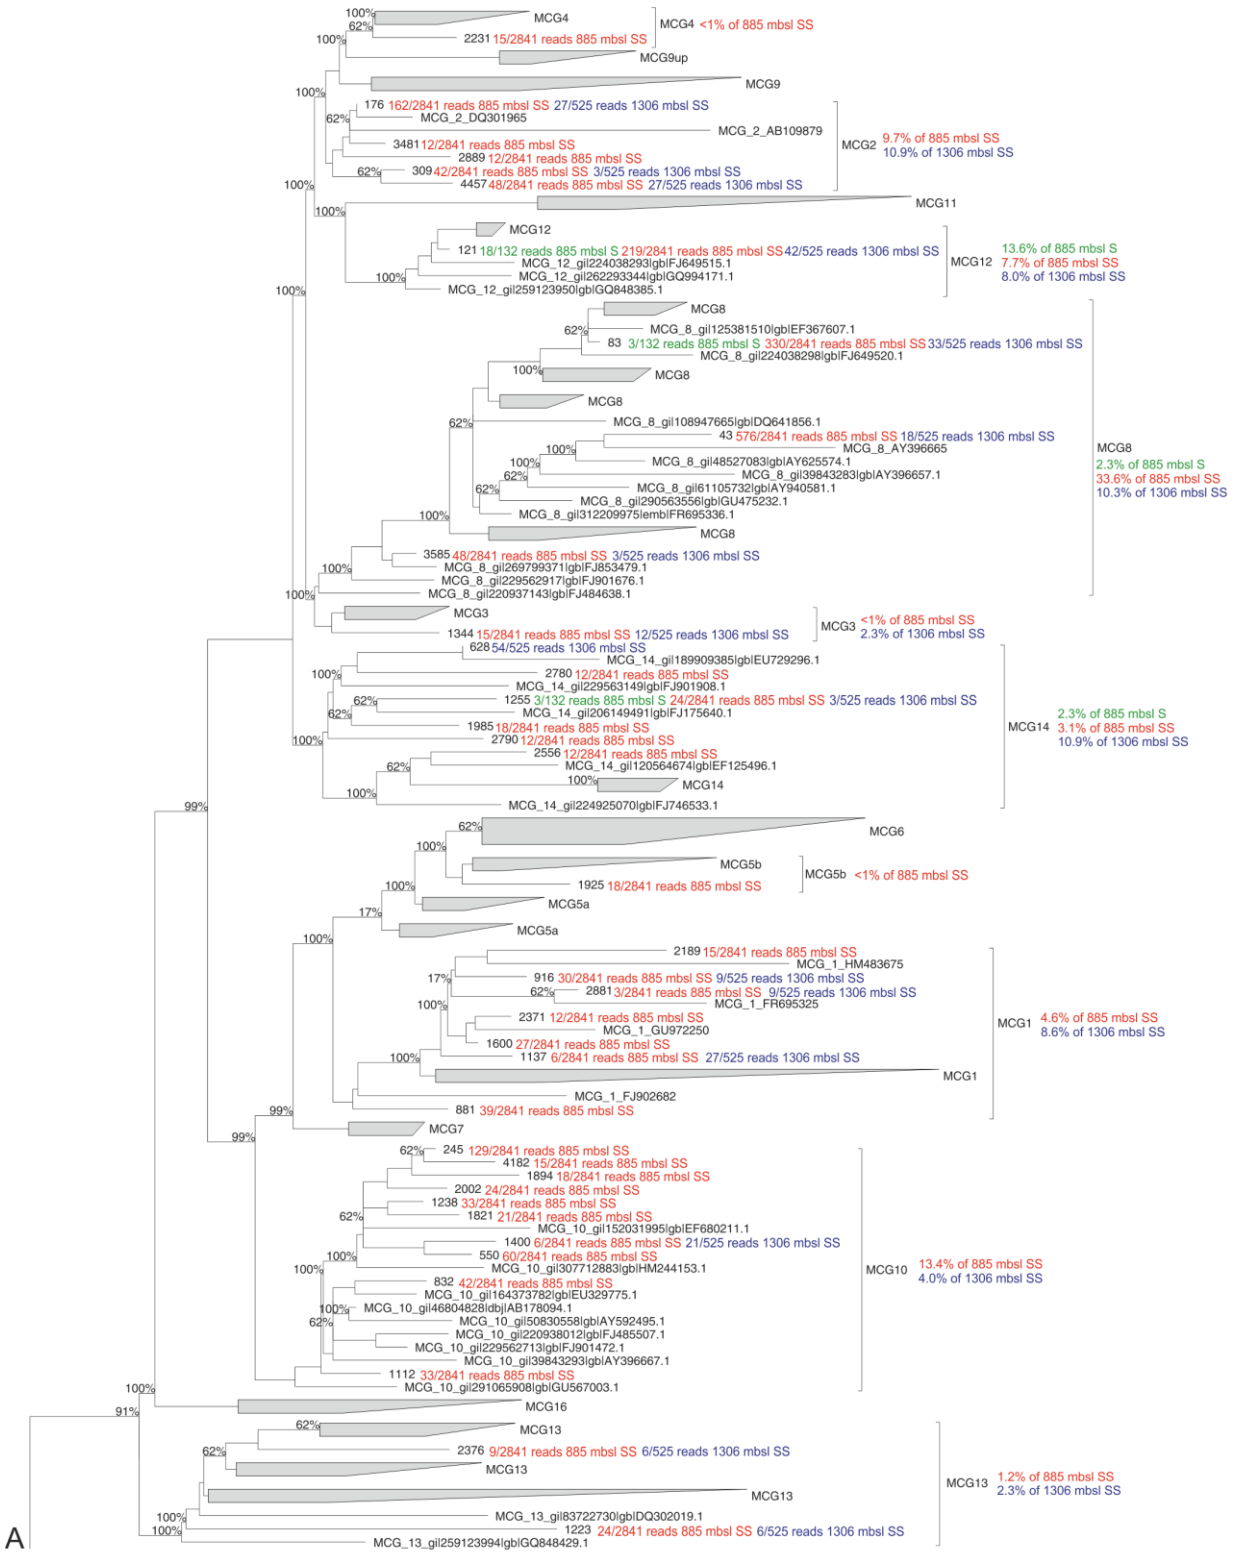 100%
MCG4
62%
MCG4 <1% of 885 mbsl SS
2231 15/2841 reads 885 mbsl SS
100%
MCG9up
MCG9
100%
176 162/2841 reads 885 mbsl SS 27/525 reads 1306 mbsl SS
62% MCG_2_DQ301965
MCG_2_AB109879
9.7% of 885 mbsl SS
3481 12/2841 reads 885 mbsl SS
MCG2
10.9% of 1306 mbsl SS
2889 12/2841 reads 885 mbsl SS
62% 309 42/2841 reads 885 mbsl SS 3/525 reads 1306 mbsl SS
4457 48/2841 reads 885 mbsl SS 27/525 reads 1306 mbsl SS
100%
MCG11
100%
MCG12
121 18/132 reads 885 mbsl S 219/2841 reads 885 mbsl SS 42/525 reads 1306 mbsl SS
13.6% of 885 mbsl S
MCG_12_gi|224038293|gb|FJ649515.1
MCG12 7.7% of 885 mbsl SS
100% MCG_12_gi|262293344|gb|GQ994171.1
8.0% of 1306 mbsl SS
MCG_12_gi|259123950|gb|GQ848385.1
100%
MCG8
62% MCG_8_gi|125381510|gb|EF367607.1
83 3/132 reads 885 mbsl S 330/2841 reads 885 mbsl SS 33/525 reads 1306 mbsl SS
MCG_8_gi|224038298|gb|FJ649520.1
100%
MCG8
MCG8
62% MCG_8_gi|108947665|gb|DQ641856.1
43 576/2841 reads 885 mbsl SS 18/525 reads 1306 mbsl SS
100% MCG_8_AY396665
MCG8
100% MCG_8_gi|48527083|gb|AY625574.1
2.3% of 885 mbsl S
62% MCG_8_gi|39843283|gb|AY396657.1
33.6% of 885 mbsl SS
62% MCG_8_gi|61105732|gb|AY940581.1
10.3% of 1306 mbsl SS
MCG_8_gi|290563556|gb|GU475232.1
100% MCG_8_gi|312209975|emb|FR695336.1
MCG8
3585 48/2841 reads 885 mbsl SS 3/525 reads 1306 mbsl SS
100% MCG_8_gi|269799371|gb|FJ853479.1
MCG_8_gi|229562917|gb|FJ901676.1
100% MCG_8_gi|220937143|gb|FJ484638.1
MCG3
MCG3 <1% of 885 mbsl SS
1344 15/2841 reads 885 mbsl SS 12/525 reads 1306 mbsl SS
2.3% of 1306 mbsl SS
628 54/525 reads 1306 mbsl SS
MCG_14_gi|189909385|gb|EU729296.1
100% 2780 12/2841 reads 885 mbsl SS
MCG_14_gi|229563149|gb|FJ901908.1
62% 1255 3/132 reads 885 mbsl S 24/2841 reads 885 mbsl SS 3/525 reads 1306 mbsl SS
62% MCG_14_gi|206149491|gb|FJ175640.1
2.3% of 885 mbsl S
1985 18/2841 reads 885 mbsl SS
MCG14 3.1% of 885 mbsl SS
100% 2790 12/2841 reads 885 mbsl SS
10.9% of 1306 mbsl SS
2556 12/2841 reads 885 mbsl SS
62% MCG_14_gi|120564674|gb|EF125496.1
100% MCG14
100% MCG_14_gi|224925070|gb|FJ746533.1
99%
62%
MCG6
100%
MCG5b
MCG5b <1% of 885 mbsl SS
100% 1925 18/2841 reads 885 mbsl SS
MCG5a
17%
MCG5a
100%
2189 15/2841 reads 885 mbsl SS
MCG_1_HM483675
17% 916 30/2841 reads 885 mbsl SS 9/525 reads 1306 mbsl SS
62% 2881 3/2841 reads 885 mbsl SS 9/525 reads 1306 mbsl SS
100% MCG_1_FR695325
2371 12/2841 reads 885 mbsl SS
4.6% of 885 mbsl SS
MCG_1_GU972250
MCG1
8.6% of 1306 mbsl SS
1600 27/2841 reads 885 mbsl SS
100% 1137 6/2841 reads 885 mbsl SS 27/525 reads 1306 mbsl SS
MCG1
MCG_1_FJ902682
99% 881 39/2841 reads 885 mbsl SS
MCG7
99%
62% 245 129/2841 reads 885 mbsl SS
4182 15/2841 reads 885 mbsl SS
1894 18/2841 reads 885 mbsl SS
2002 24/2841 reads 885 mbsl SS
1238 33/2841 reads 885 mbsl SS
62% 1821 21/2841 reads 885 mbsl SS
MCG_10_gi|152031995|gb|EF680211.1
1400 6/2841 reads 885 mbsl SS 21/525 reads 1306 mbsl SS
100% 550 60/2841 reads 885 mbsl SS
100% MCG_10_gi|307712883|gb|HM244153.1
MCG10 13.4% of 885 mbsl SS
4.0% of 1306 mbsl SS
832 42/2841 reads 885 mbsl SS
MCG_10_gi|164373782|gb|EU329775.1
100% MCG_10_gi|46804828|dbj|AB178094.1
62% MCG_10_gi|50830558|gb|AY592495.1
MCG_10_gi|220938012|gb|FJ485507.1
MCG_10_gi|229562713|gb|FJ901472.1
MCG_10_gi|39843293|gb|AY396667.1
1112 33/2841 reads 885 mbsl SS
100% MCG_10_gi|291065908|gb|GU567003.1
MCG16
91%
62%
MCG13
62% 2376 9/2841 reads 885 mbsl SS 6/525 reads 1306 mbsl SS
MCG13
1.2% of 885 mbsl SS
MCG13
2.3% of 1306 mbsl SS
MCG13
100% MCG_13_gi|83722730|gb|DQ302019.1
100% 1223 24/2841 reads 885 mbsl SS 6/525 reads 1306 mbsl SS
MCG_13_gi|259123994|gb|GQ848429.1
A